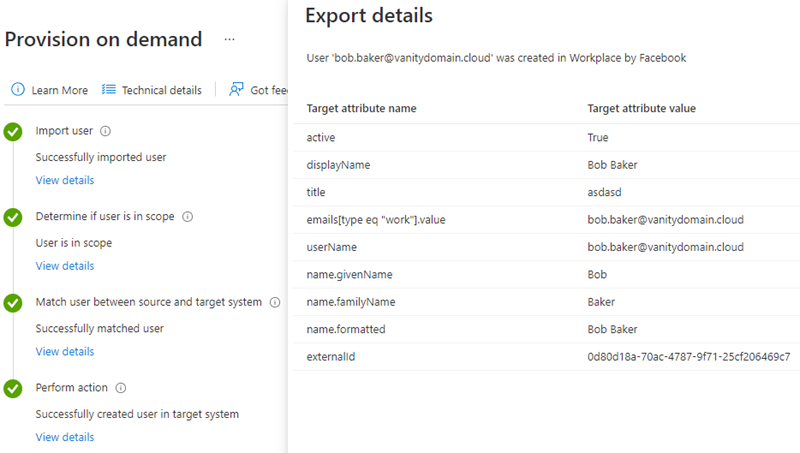 Provision on demand ...
Learn More Technical details Got fee
Import user
Successfully imported user
View details
Determine if user is in scope
User is in scope
View details
Match user between source and target system
Successfully matched user
View details
Perform action
Successfully created user in target system
View details
Export details
User 'bob.baker@vanitydomain.cloud' was created in Workplace by Facebook
Target attribute name Target attribute value
active True
displayName Bob Baker
title asdasd
emails[type eq "work"].value bob.baker@vanitydomain.cloud
userName bob.baker@vanitydomain.cloud
name.givenName Bob
name.familyName Baker
name.formatted Bob Baker
externalId 0d80d18a-70ac-4787-9f71-25cf206469c7